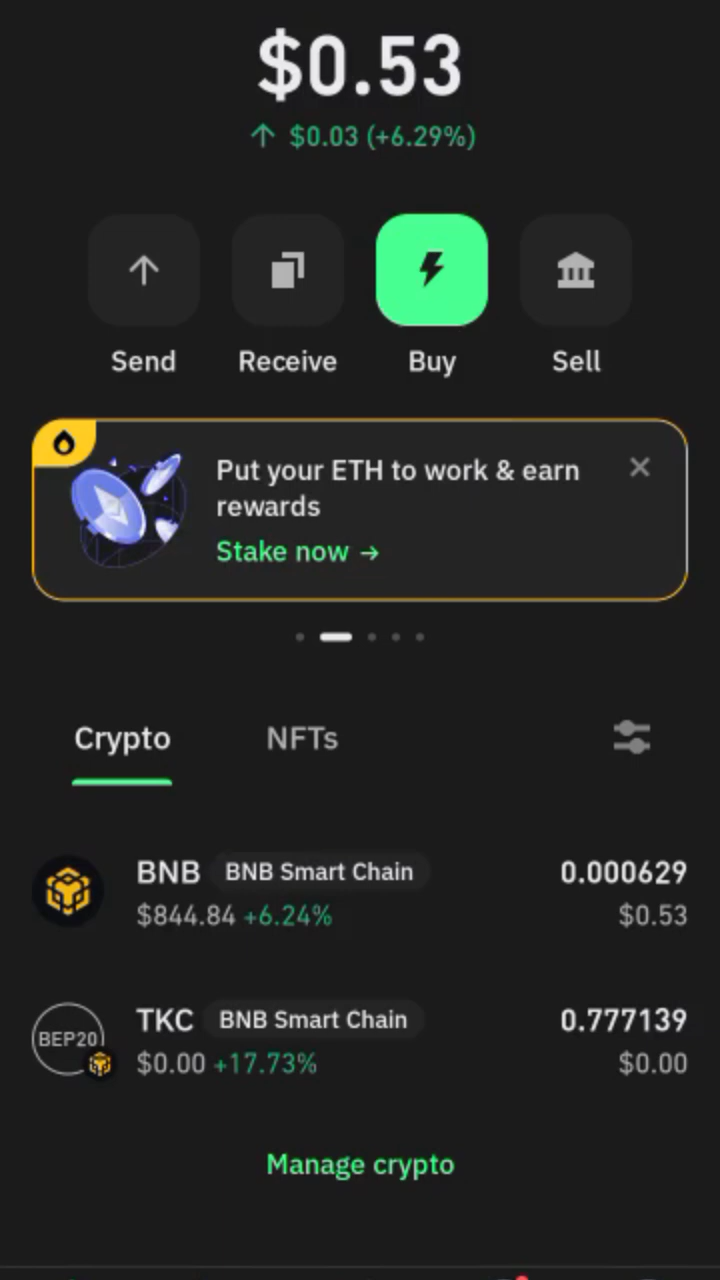 $0.53
↑ $0.03 (+6.29%)
Send Receive Buy Sell
Put your ETH to work & earn
rewards
Stake now →
Crypto NFTs
BNB BNB Smart Chain 0.000629
$844.84 +6.24% $0.53
TKC BNB Smart Chain 0.777139
BEP20
$0.00 +17.73% $0.00
Manage crypto